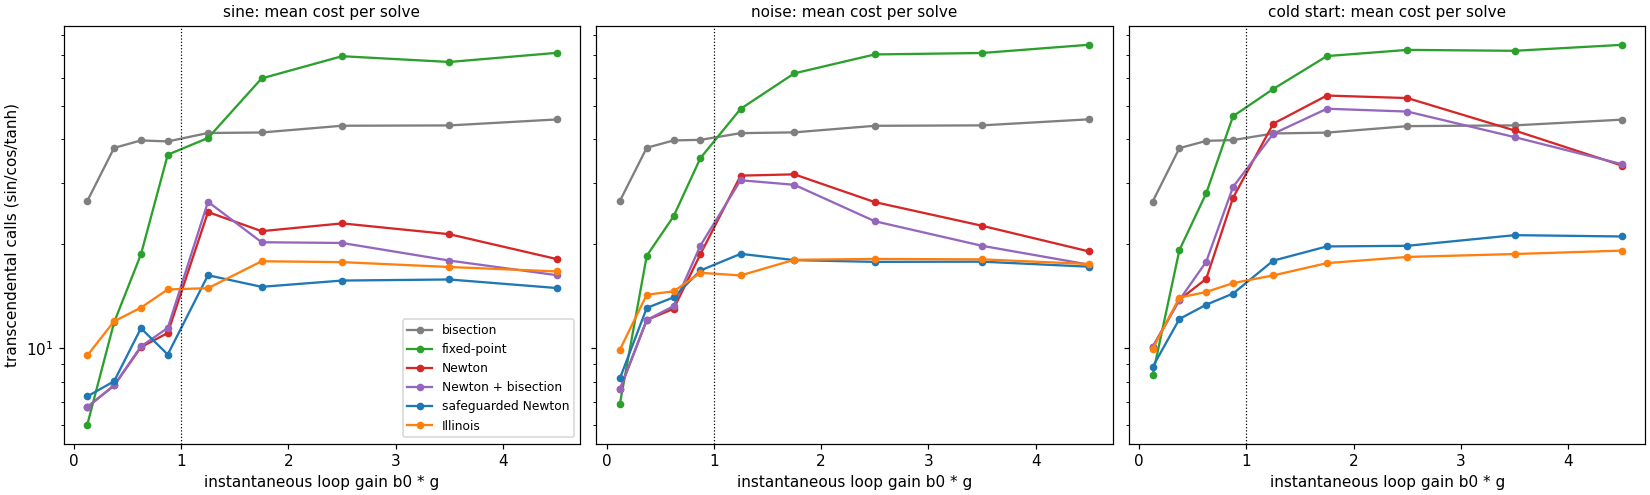 sine: mean cost per solve
noise: mean cost per solve
cold start: mean cost per solve
transcendental calls (sin/cos/tanh)
10^1
bisection
fixed-point
Newton
Newton + bisection
safeguarded Newton
Illinois
0 1 2 3 4
0 1 2 3 4
0 1 2 3 4
instantaneous loop gain b0 * g
instantaneous loop gain b0 * g
instantaneous loop gain b0 * g